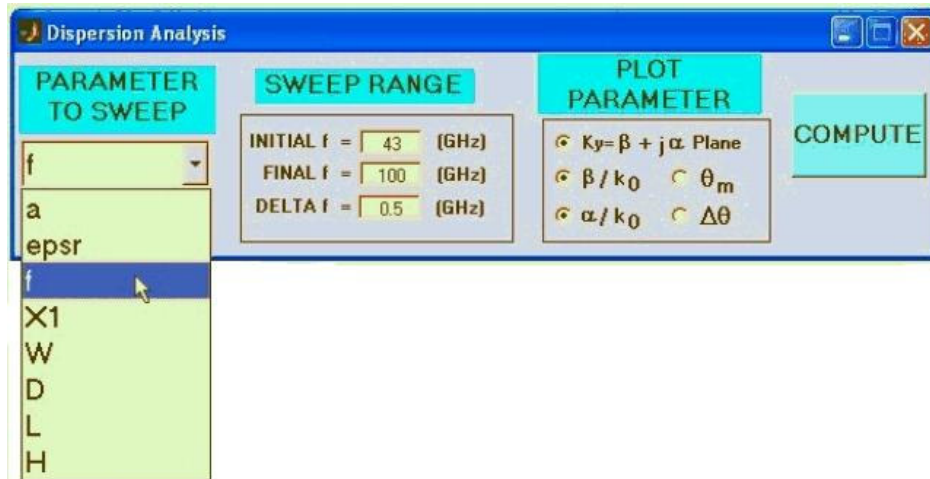 Dispersion Analysis
PARAMETER
TO SWEEP
f
a
epsr
f
X1
W
D
L
H
SWEEP RANGE
INITIAL f = 43 (GHz)
FINAL f = 100 (GHz)
DELTA f = 0.5 (GHz)
PLOT
PARAMETER
Ky= β + jα Plane
β / k₀ θₘ
α / k₀ Δθ
COMPUTE